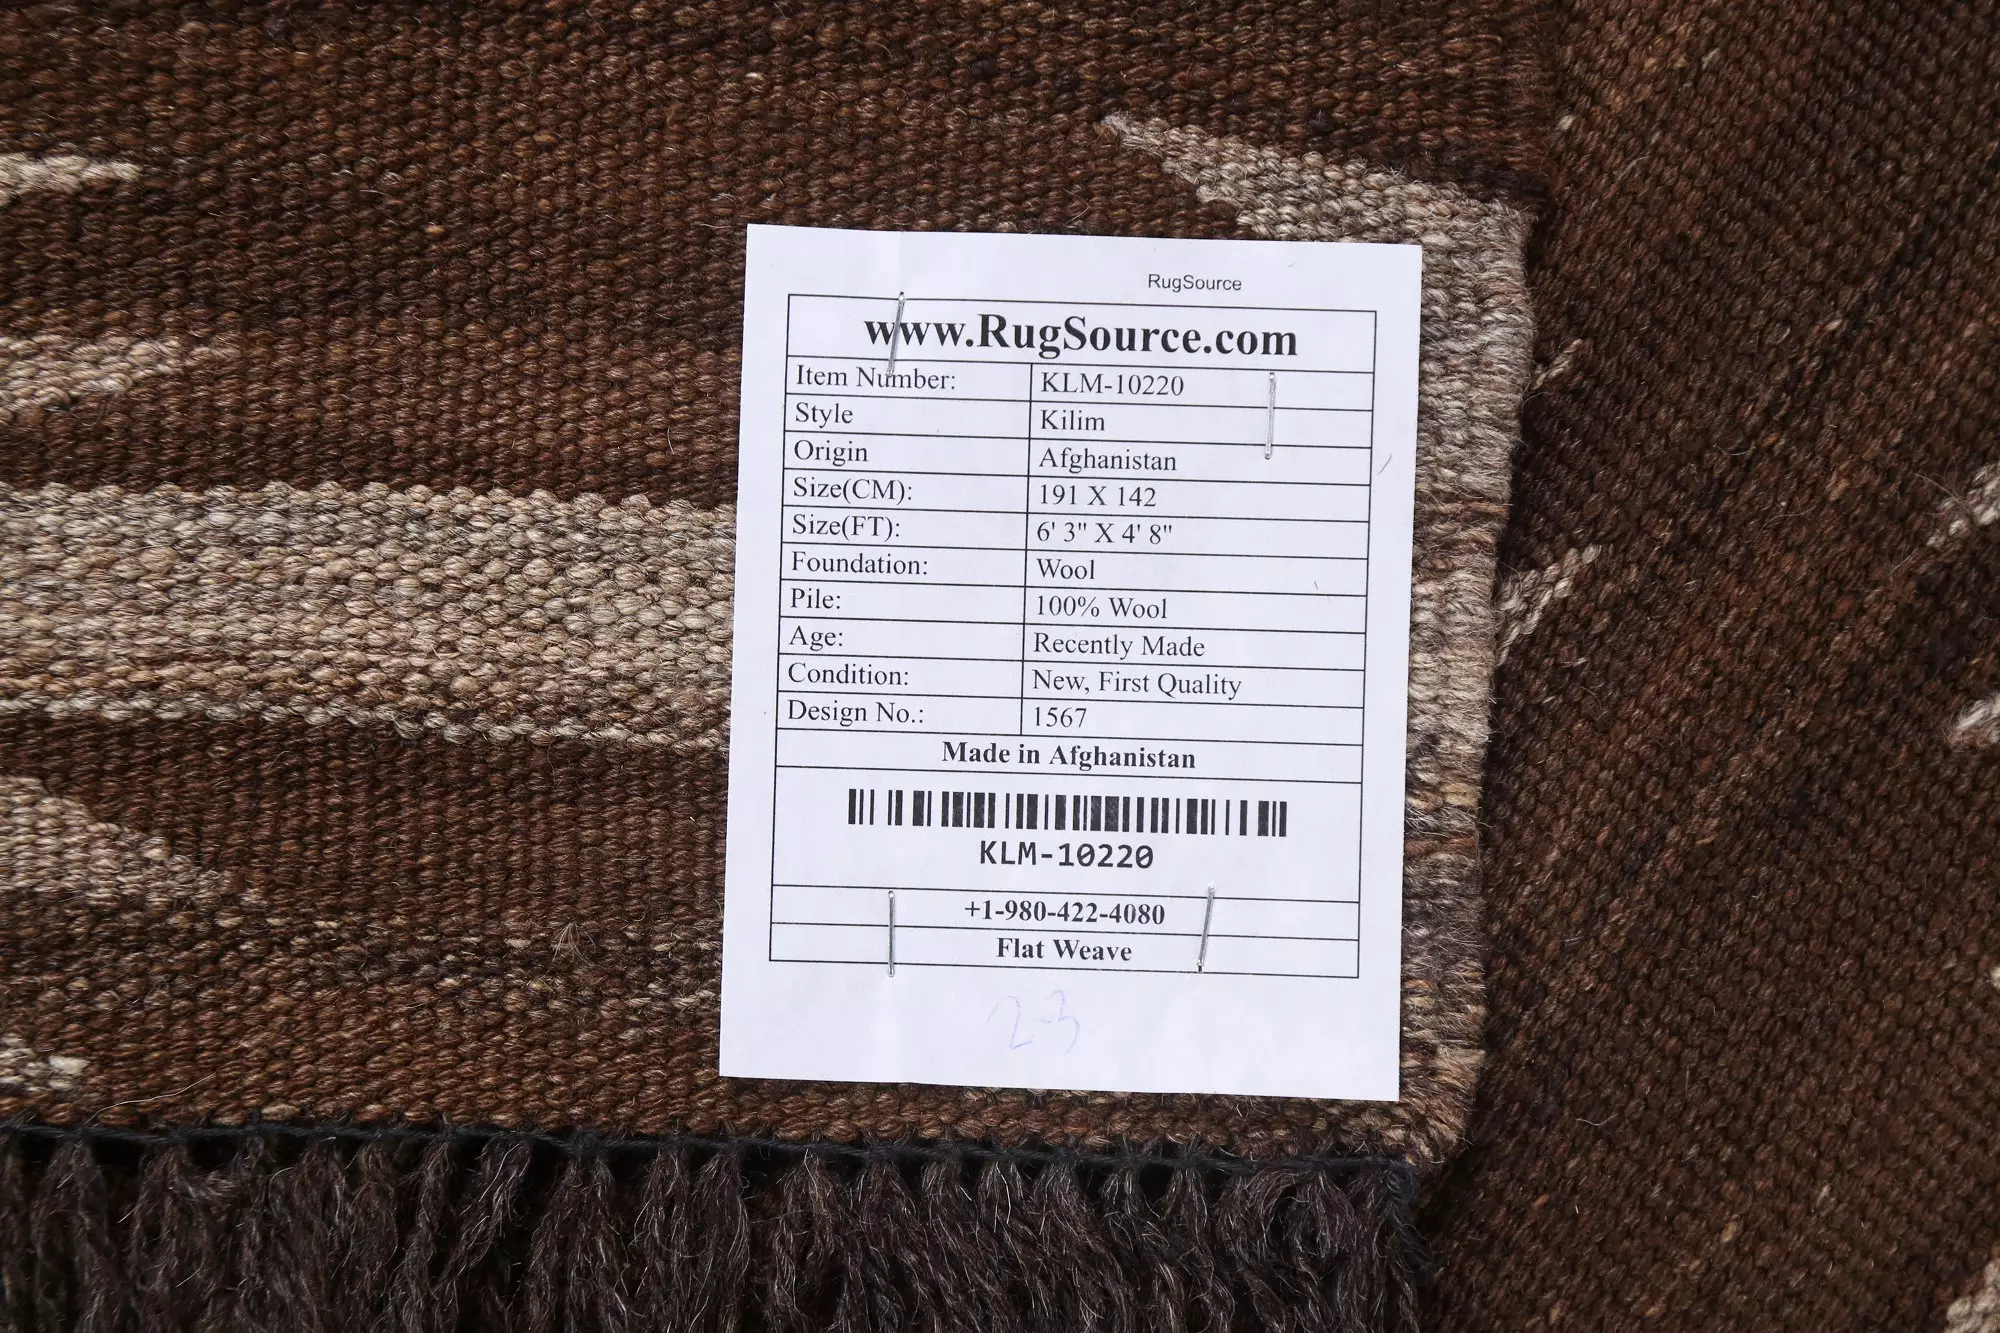 RugSource
www.RugSource.com
Item Number: KLM-10220
Style Kilim
Origin Afghanistan
Size(CM): 191 X 142
Size(FT): 6' 3" X 4' 8"
Foundation: Wool
Pile: 100% Wool
Age: Recently Made
Condition: New, First Quality
Design No.: 1567
Made in Afghanistan
KLM-10220
+1-980-422-4080
Flat Weave
2-3